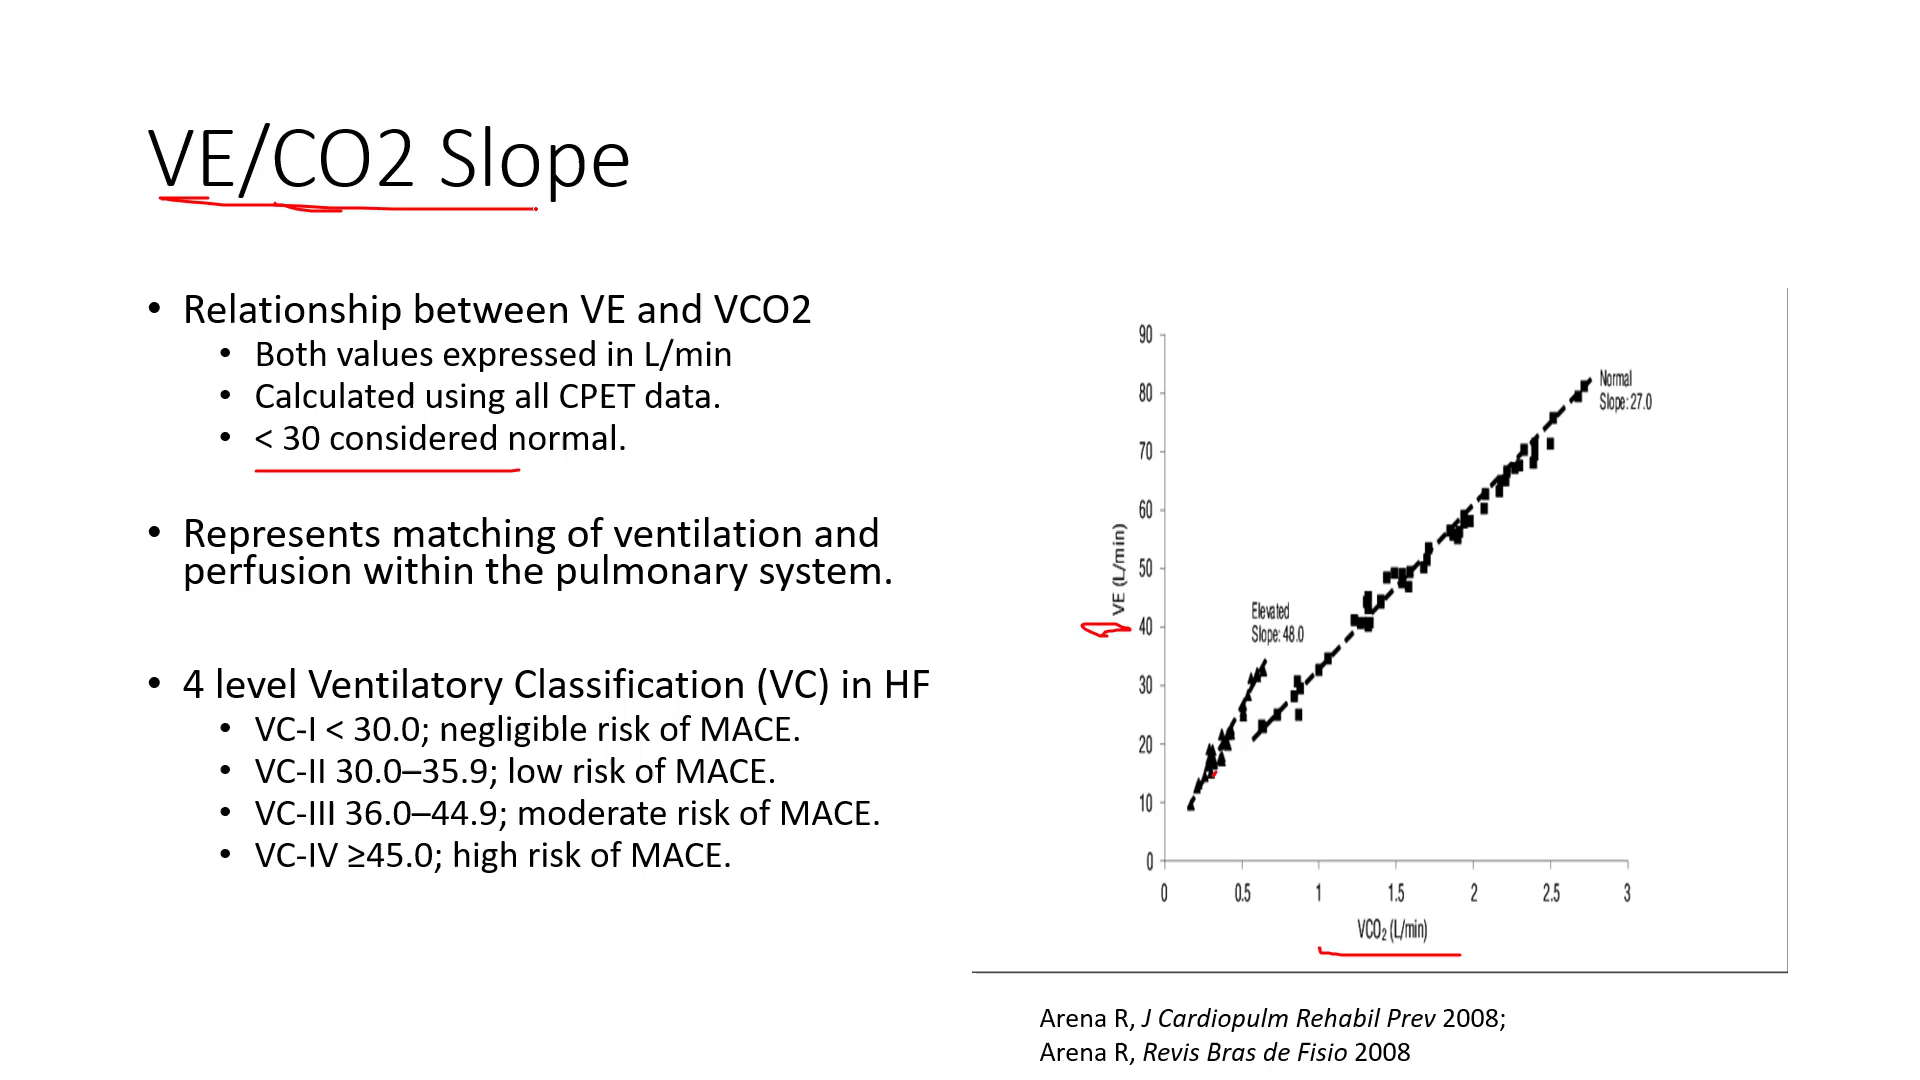 VE/CO2 Slope
• Relationship between VE and VCO2
• Both values expressed in L/min
• Calculated using all CPET data.
• < 30 considered normal.
• Represents matching of ventilation and
perfusion within the pulmonary system.
• 4 level Ventilatory Classification (VC) in HF
• VC-I < 30.0; negligible risk of MACE.
• VC-II 30.0–35.9; low risk of MACE.
• VC-III 36.0–44.9; moderate risk of MACE.
• VC-IV ≥45.0; high risk of MACE.
90
80
70
60
50
40
30
20
10
0
VE (L/min)
Normal
Slope: 27.0
Elevated
Slope: 48.0
0 0.5 1 1.5 2 2.5 3
VCO₂ (L/min)
Arena R, J Cardiopulm Rehabil Prev 2008;
Arena R, Revis Bras de Fisio 2008